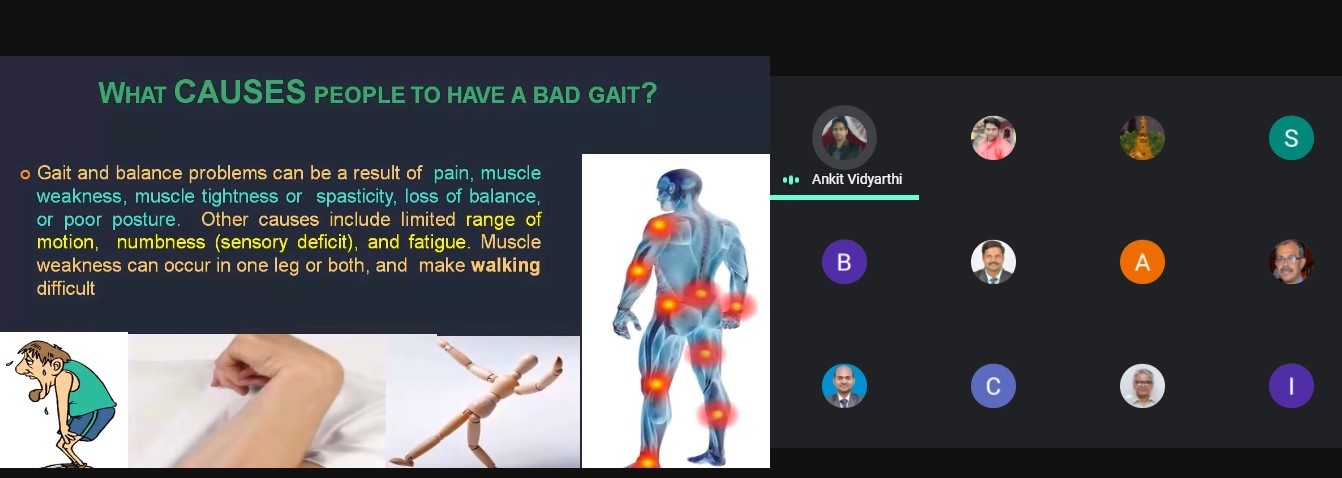 WHAT CAUSES PEOPLE TO HAVE A BAD GAIT?
Gait and balance problems can be a result of pain, muscle
weakness, muscle tightness or spasticity, loss of balance,
or poor posture. Other causes include limited range of
motion, numbness (sensory deficit), and fatigue. Muscle
weakness can occur in one leg or both, and make walking
difficult
S
Ankit Vidyarthi
B
A
C
I